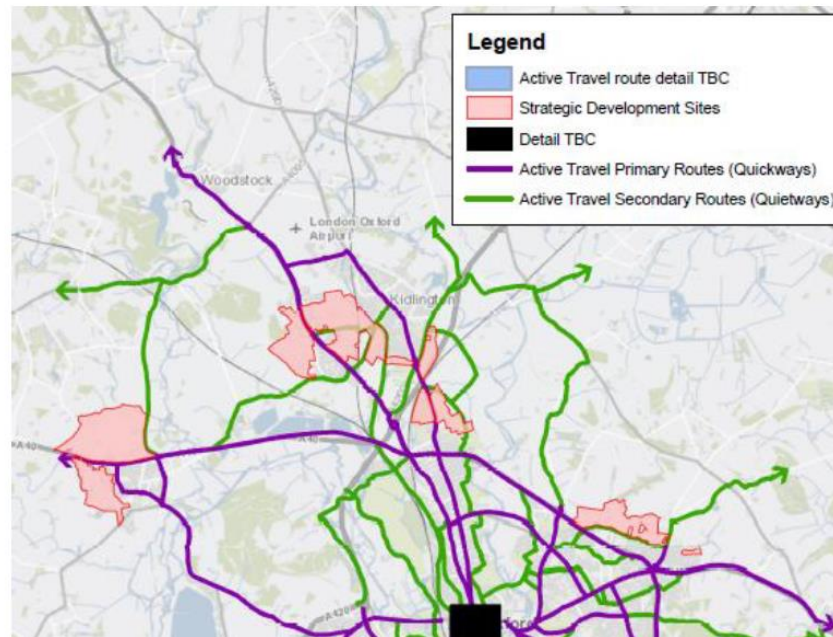 Legend
Active Travel route detail TBC
Strategic Development Sites
Detail TBC
Active Travel Primary Routes (Quickways)
Active Travel Secondary Routes (Quietways)
Woodstock
London Oxford
Airport
Kidlington
A40
A40
A420